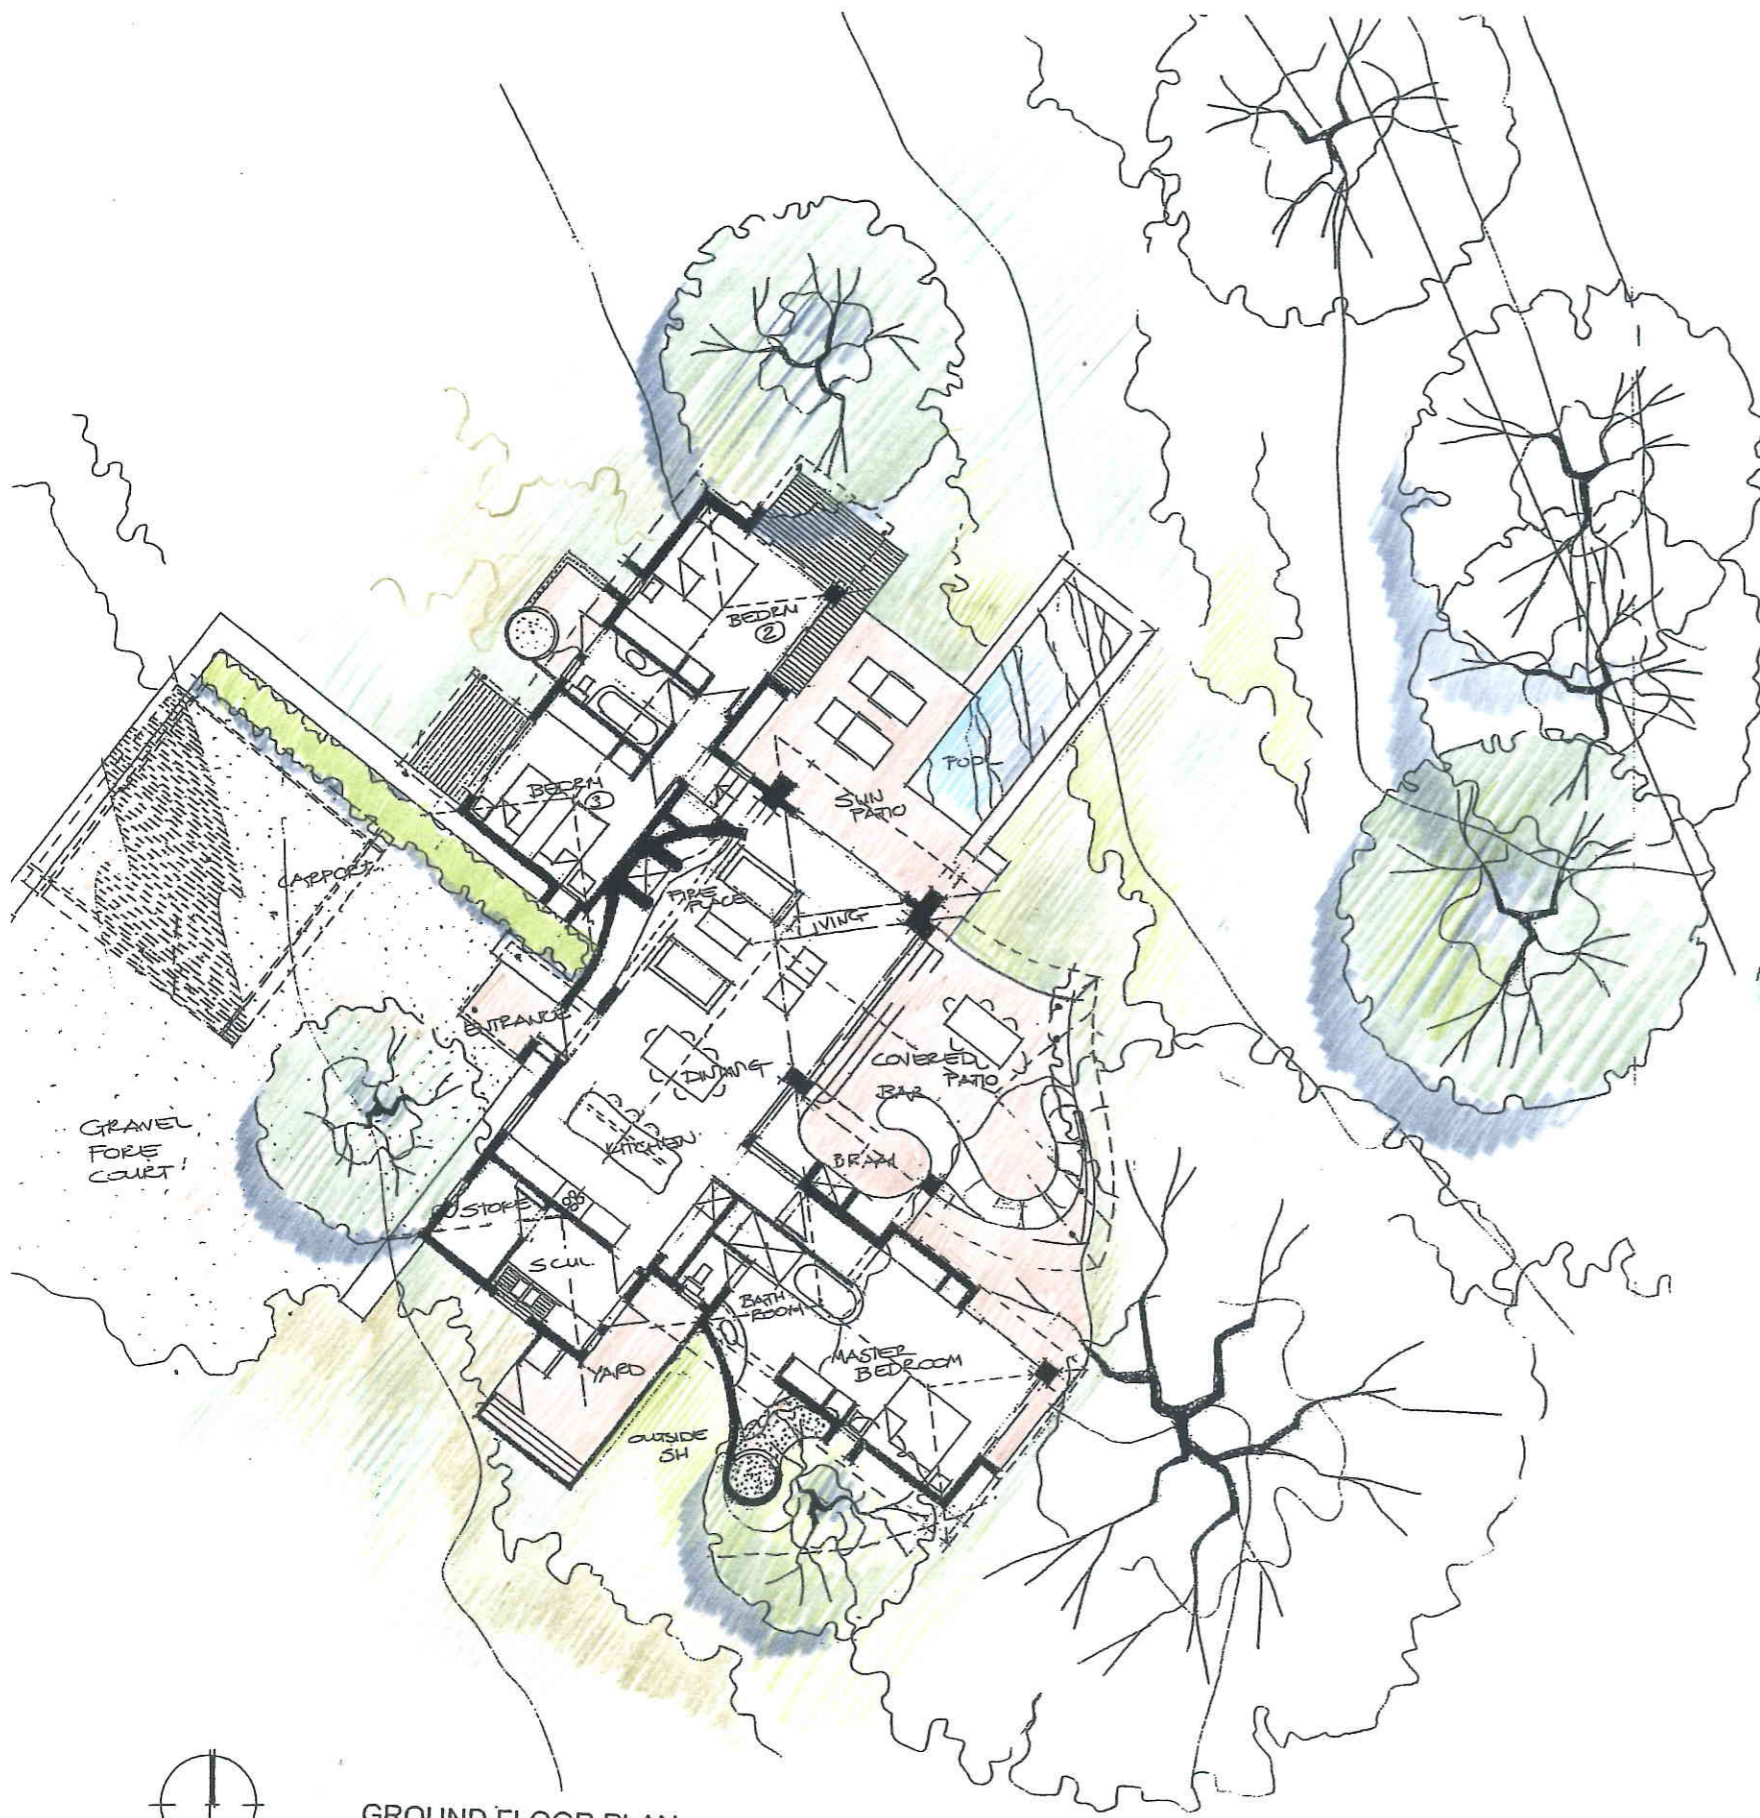 BEDRM
2
BEDRM
3
POOL
SUN
PATIO
CARPORT
FIRE
PLACE
LIVING
ENTRANCE
DINING
COVERED
PATIO
BAR
GRAVEL
FORE
COURT
KITCHEN
BRAAI
STORE
SCUL
BATH
ROOM
MASTER
BEDROOM
YARD
OUTSIDE
SH
GROUND FLOOR PLAN